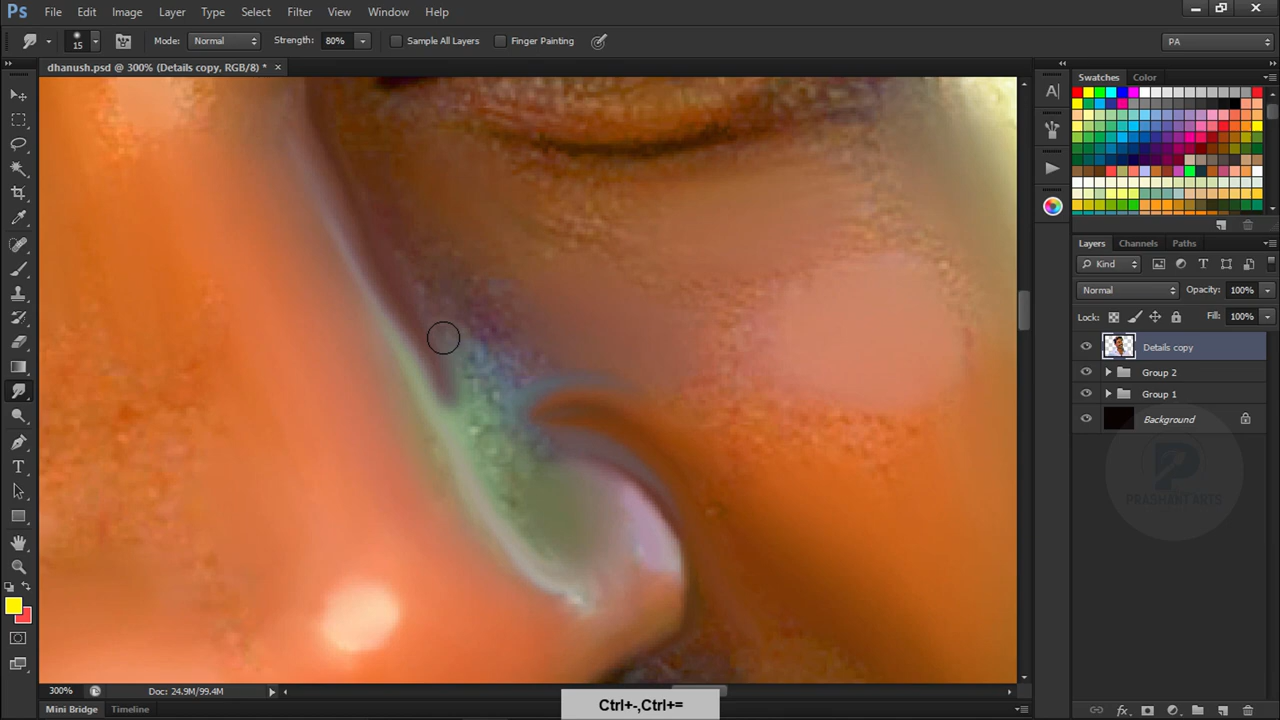 Ps File Edit Image Layer Type Select Filter View Window Help
15 Mode: Normal Strength: 80% Sample All Layers Finger Painting PA
dhanush.psd @ 300% (Details copy, RGB/8) * ×
Swatches Color
Layers Channels Paths
Kind
Normal Opacity: 100%
Lock: Fill: 100%
Details copy
Group 2
Group 1
Background
PRASHANT ARTS
300% Doc: 24.9M/99.4M
Ctrl+-,Ctrl+=
Mini Bridge Timeline